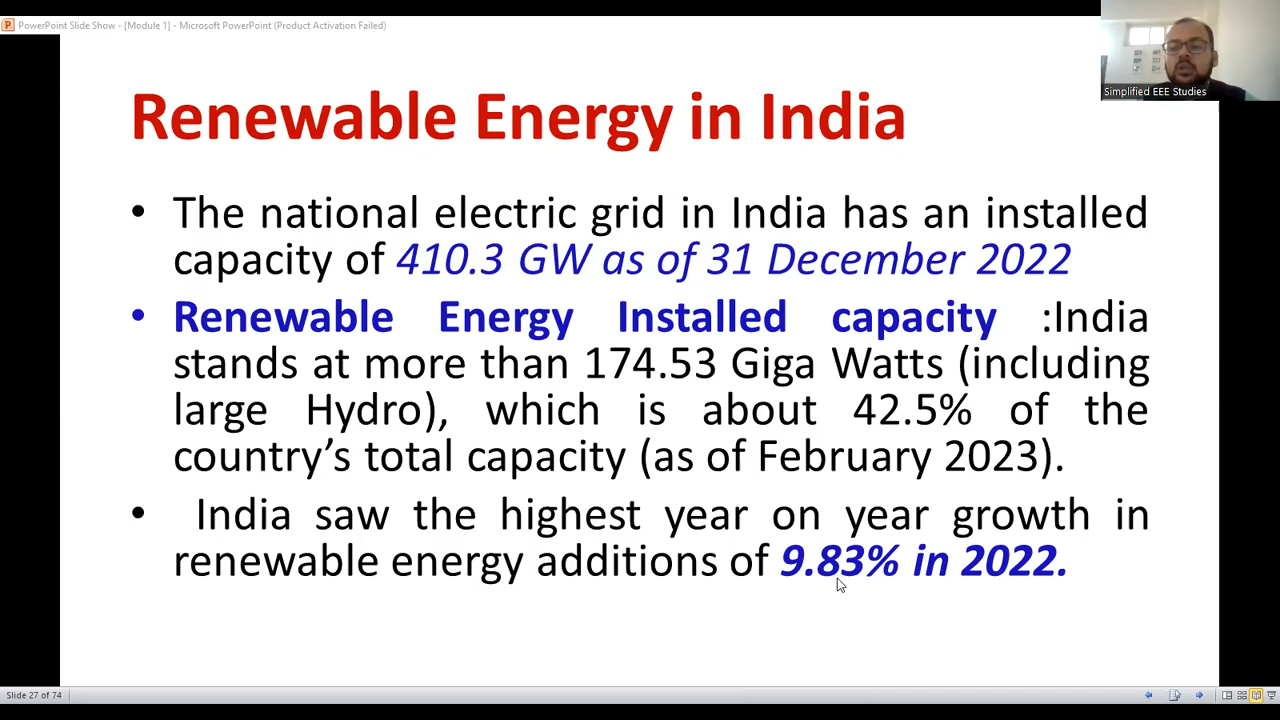 PowerPoint Slide Show - [Module 1] - Microsoft PowerPoint (Product Activation Failed)
Simplified EEE Studies
Renewable Energy in India
• The national electric grid in India has an installed
capacity of 410.3 GW as of 31 December 2022
• Renewable Energy Installed capacity :India
stands at more than 174.53 Giga Watts (including
large Hydro), which is about 42.5% of the
country’s total capacity (as of February 2023).
• India saw the highest year on year growth in
renewable energy additions of 9.83% in 2022.
Slide 27 of 74